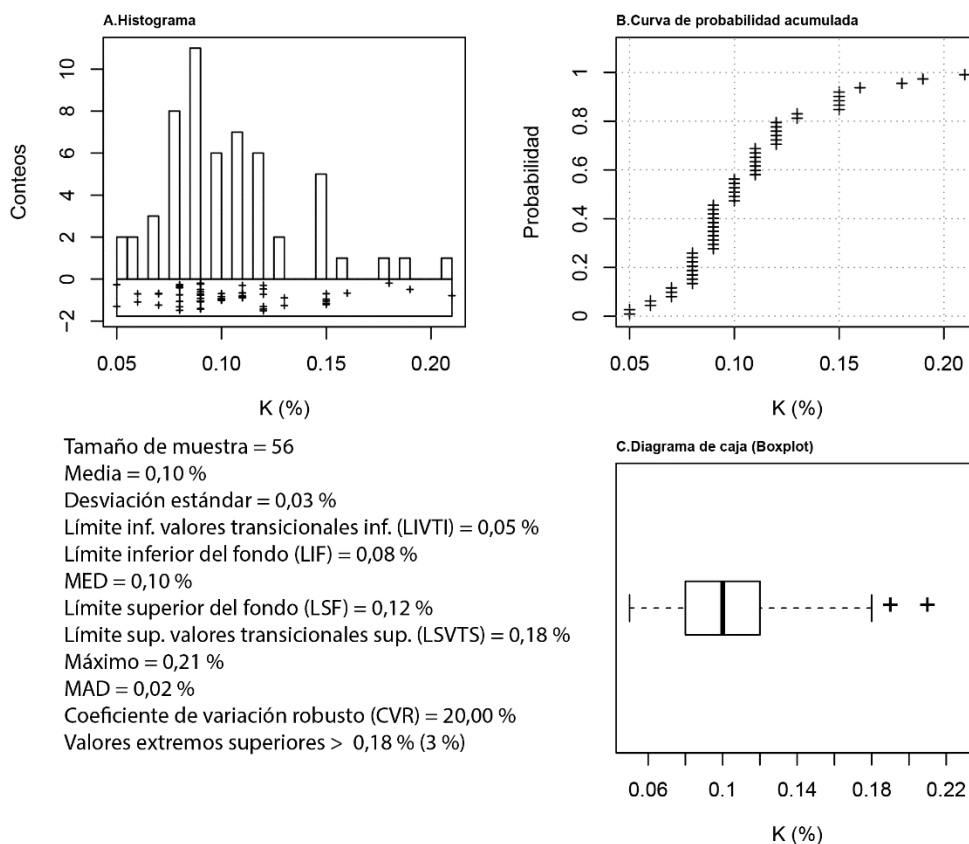 A.Histograma
Conteos
10
8
6
4
2
0
−2
0.05 0.10 0.15 0.20
K (%)
B.Curva de probabilidad acumulada
Probabilidad
1
0.8
0.6
0.4
0.2
0
0.05 0.10 0.15 0.20
K (%)
Tamaño de muestra = 56
Media = 0,10 %
Desviación estándar = 0,03 %
Límite inf. valores transicionales inf. (LIVTI) = 0,05 %
Límite inferior del fondo (LIF) = 0,08 %
MED = 0,10 %
Límite superior del fondo (LSF) = 0,12 %
Límite sup. valores transicionales sup. (LSVTS) = 0,18 %
Máximo = 0,21 %
MAD = 0,02 %
Coeficiente de variación robusto (CVR) = 20,00 %
Valores extremos superiores > 0,18 % (3 %)
C.Diagrama de caja (Boxplot)
0.06 0.1 0.14 0.18 0.22
K (%)